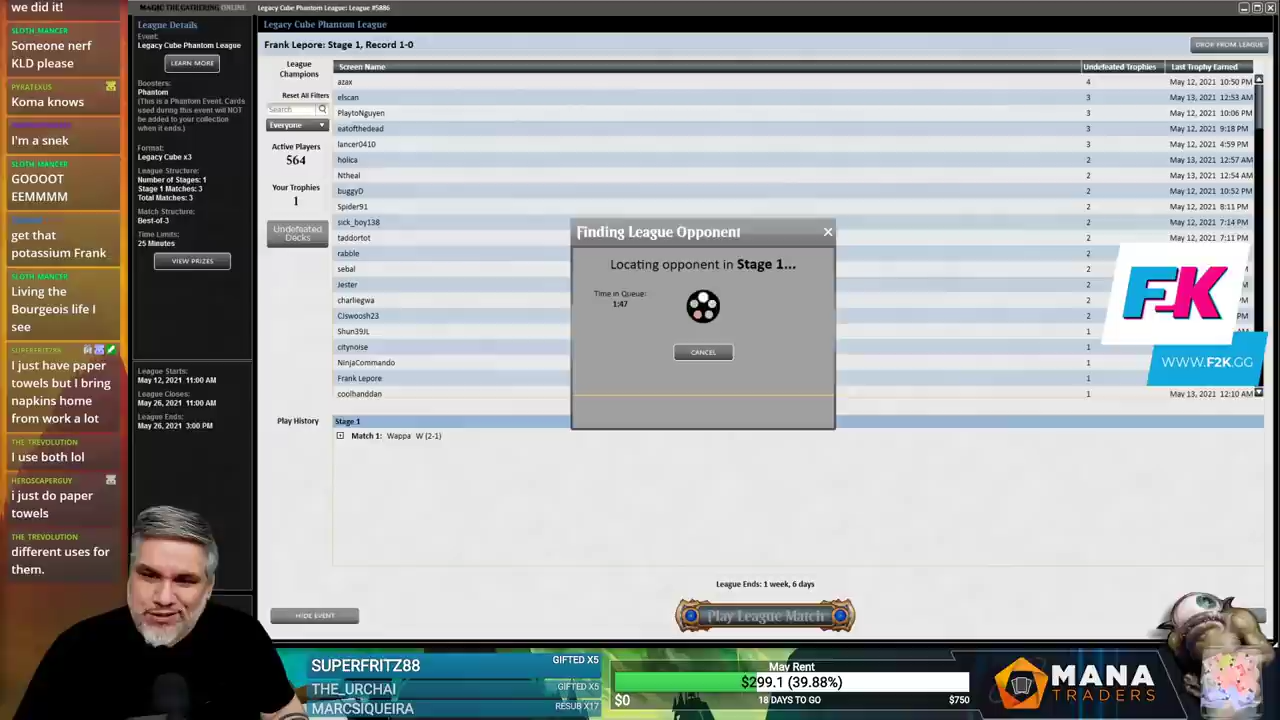 we did it!
SLOTH_MANCER
Someone nerf
KLD please
PYRATEXUS
Koma knows
I'm a snek
SLOTH_MANCER
GOOOOT
EEMMMM
get that
potassium Frank
SLOTH_MANCER
Living the
Bourgeois life I
see
SUPERFRITZ88
I just have paper
towels but I bring
napkins home
from work a lot
THE_TREVOLUTION
I use both lol
HEROSCAPERGUY
i just do paper
towels
THE_TREVOLUTION
different uses for
them.
MAGIC THE GATHERING ONLINE
Legacy Cube Phantom League: League #5886
League Details
Event:
Legacy Cube Phantom League
LEARN MORE
Boosters:
Phantom
(This is a Phantom Event. Cards
used during this event will NOT
be added to your collection
when it ends.)
Format:
Legacy Cube x3
League Structure:
Number of Stages: 1
Stage 1 Matches: 3
Total Matches: 3
Match Structure:
Best-of-3
Time Limits:
25 Minutes
VIEW PRIZES
League Starts:
May 12, 2021 11:00 AM
League Closes:
May 26, 2021 11:00 AM
League Ends:
May 26, 2021 3:00 PM
Legacy Cube Phantom League
Frank Lepore: Stage 1, Record 1-0
DROP FROM LEAGUE
League
Champions
Reset All Filters
Search
Everyone
Active Players
564
Your Trophies
1
Undefeated
Decks
Screen Name Undefeated Trophies Last Trophy Earned
azax 4 May 12, 2021 10:50 PM
elscan 3 May 13, 2021 12:53 AM
PlaytoNguyen 3 May 12, 2021 10:06 PM
eatofthedead 3 May 12, 2021 9:18 PM
lancer0410 3 May 12, 2021 4:59 PM
holica 2 May 13, 2021 12:57 AM
Ntheal 2 May 13, 2021 12:54 AM
buggyD 2 May 12, 2021 10:52 PM
Spider91 2 May 12, 2021 8:11 PM
sick_boy138 2 May 12, 2021 7:14 PM
taddortot 2 May 12, 2021 7:11 PM
rabble 2
sebal 2
Jester 2
charliegwa 2
CJswoosh23 2
Shun39JL 1
citynoise 1
NinjaCommando 1
Frank Lepore 1
coolhanddan 1 May 13, 2021 12:10 AM
Finding League Opponent
Locating opponent in Stage 1...
Time in Queue:
1:47
CANCEL
F2K
WWW.F2K.GG
Play History
Stage 1
Match 1: Wappa W (2-1)
League Ends: 1 week, 6 days
HIDE EVENT
Play League Match
SUPERFRITZ88 GIFTED X5
THE_URCHAI GIFTED X5
MARCSIQUEIRA RESUB X17
May Rent
$299.1 (39.88%)
$0 18 DAYS TO GO $750
MANA
TRADERS